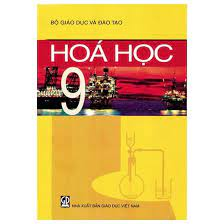 BỘ GIÁO DỤC VÀ ĐÀO TẠO
HOÁ HỌC
9
NHÀ XUẤT BẢN GIÁO DỤC VIỆT NAM